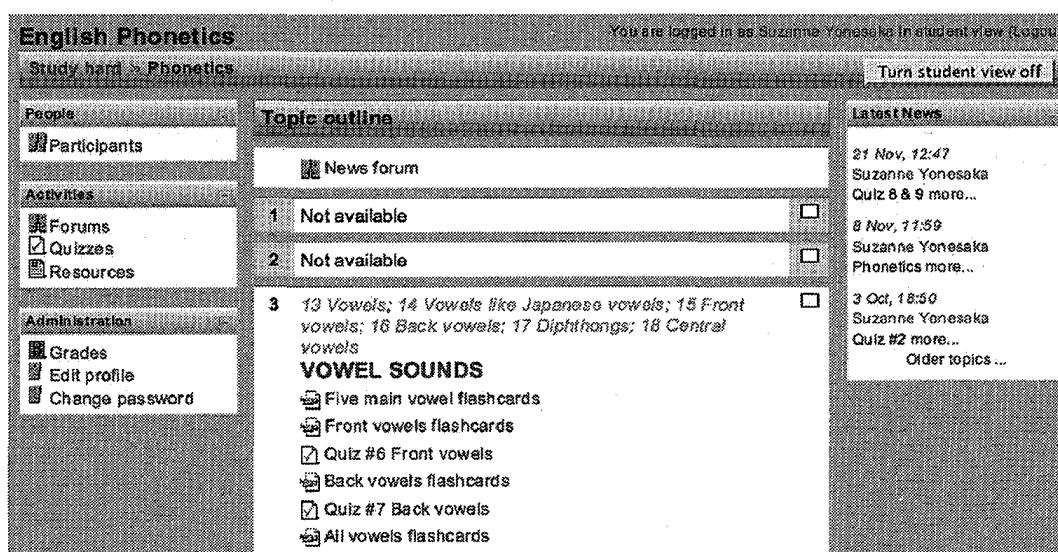 English Phonetics
You are logged in as Suzanne Yonesaka in student view (Logou
Study hard » Phonetics
Turn student view off
People
Participants
Activities
Forums
Quizzes
Resources
Administration
Grades
Edit profile
Change password
Topic outline
News forum
1 Not available
2 Not available
3 13 Vowels; 14 Vowels like Japanese vowels; 15 Front
vowels; 16 Back vowels; 17 Diphthongs; 18 Central
vowels
VOWEL SOUNDS
Five main vowel flashcards
Front vowels flashcards
Quiz #6 Front vowels
Back vowels flashcards
Quiz #7 Back vowels
All vowels flashcards
Latest News
21 Nov, 12:47
Suzanne Yonesaka
Quiz 8 & 9 more...
8 Nov, 11:59
Suzanne Yonesaka
Phonetics more...
3 Oct, 18:50
Suzanne Yonesaka
Quiz #2 more...
Older topics ...